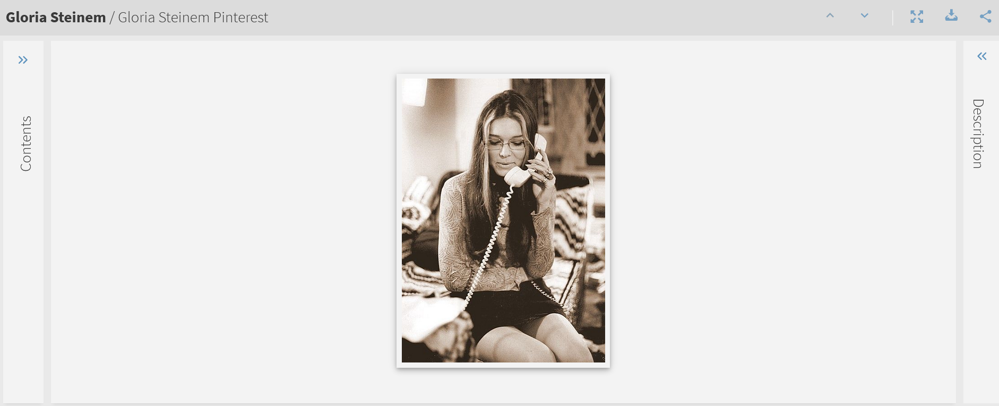 Gloria Steinem / Gloria Steinem Pinterest
Contents
Description